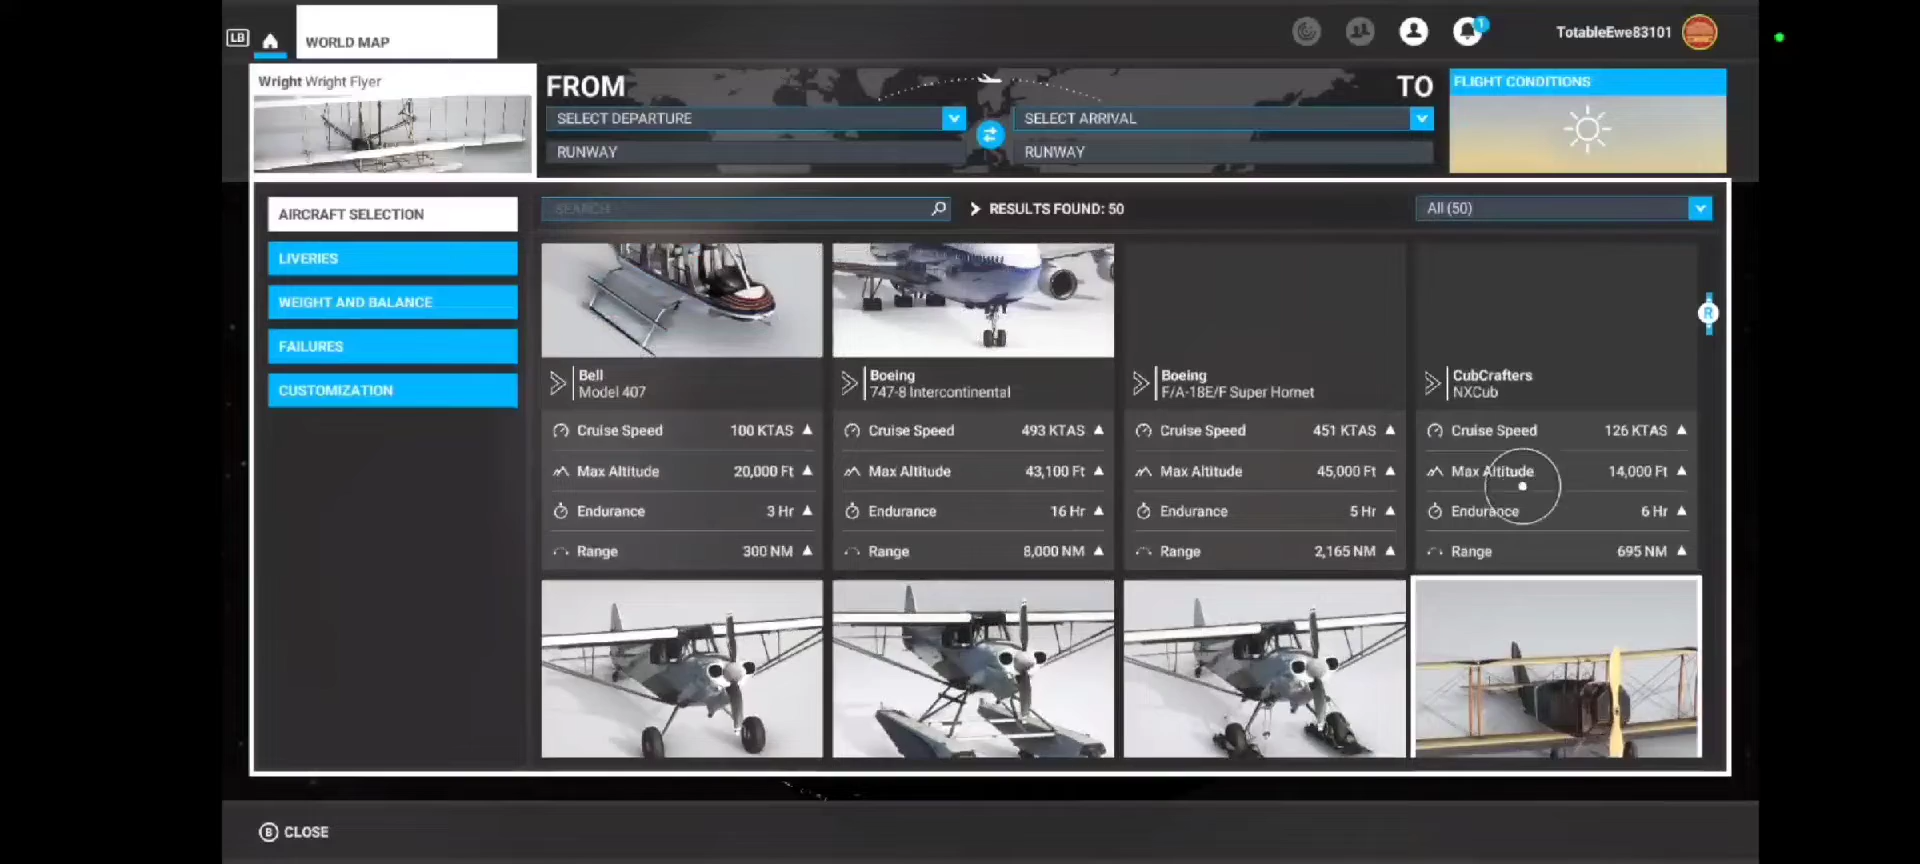 LB
WORLD MAP
1
TotableEwe83101
Wright Wright Flyer
FROM
TO
FLIGHT CONDITIONS
SELECT DEPARTURE
SELECT ARRIVAL
RUNWAY
RUNWAY
AIRCRAFT SELECTION
SEARCH
RESULTS FOUND: 50
All (50)
LIVERIES
WEIGHT AND BALANCE
FAILURES
CUSTOMIZATION
R
Bell
Model 407
Cruise Speed 100 KTAS
Max Altitude 20,000 Ft
Endurance 3 Hr
Range 300 NM
Boeing
747-8 Intercontinental
Cruise Speed 493 KTAS
Max Altitude 43,100 Ft
Endurance 16 Hr
Range 8,000 NM
Boeing
F/A-18E/F Super Hornet
Cruise Speed 451 KTAS
Max Altitude 45,000 Ft
Endurance 5 Hr
Range 2,165 NM
CubCrafters
NXCub
Cruise Speed 126 KTAS
Max Altitude 14,000 Ft
Endurance 6 Hr
Range 695 NM
B CLOSE